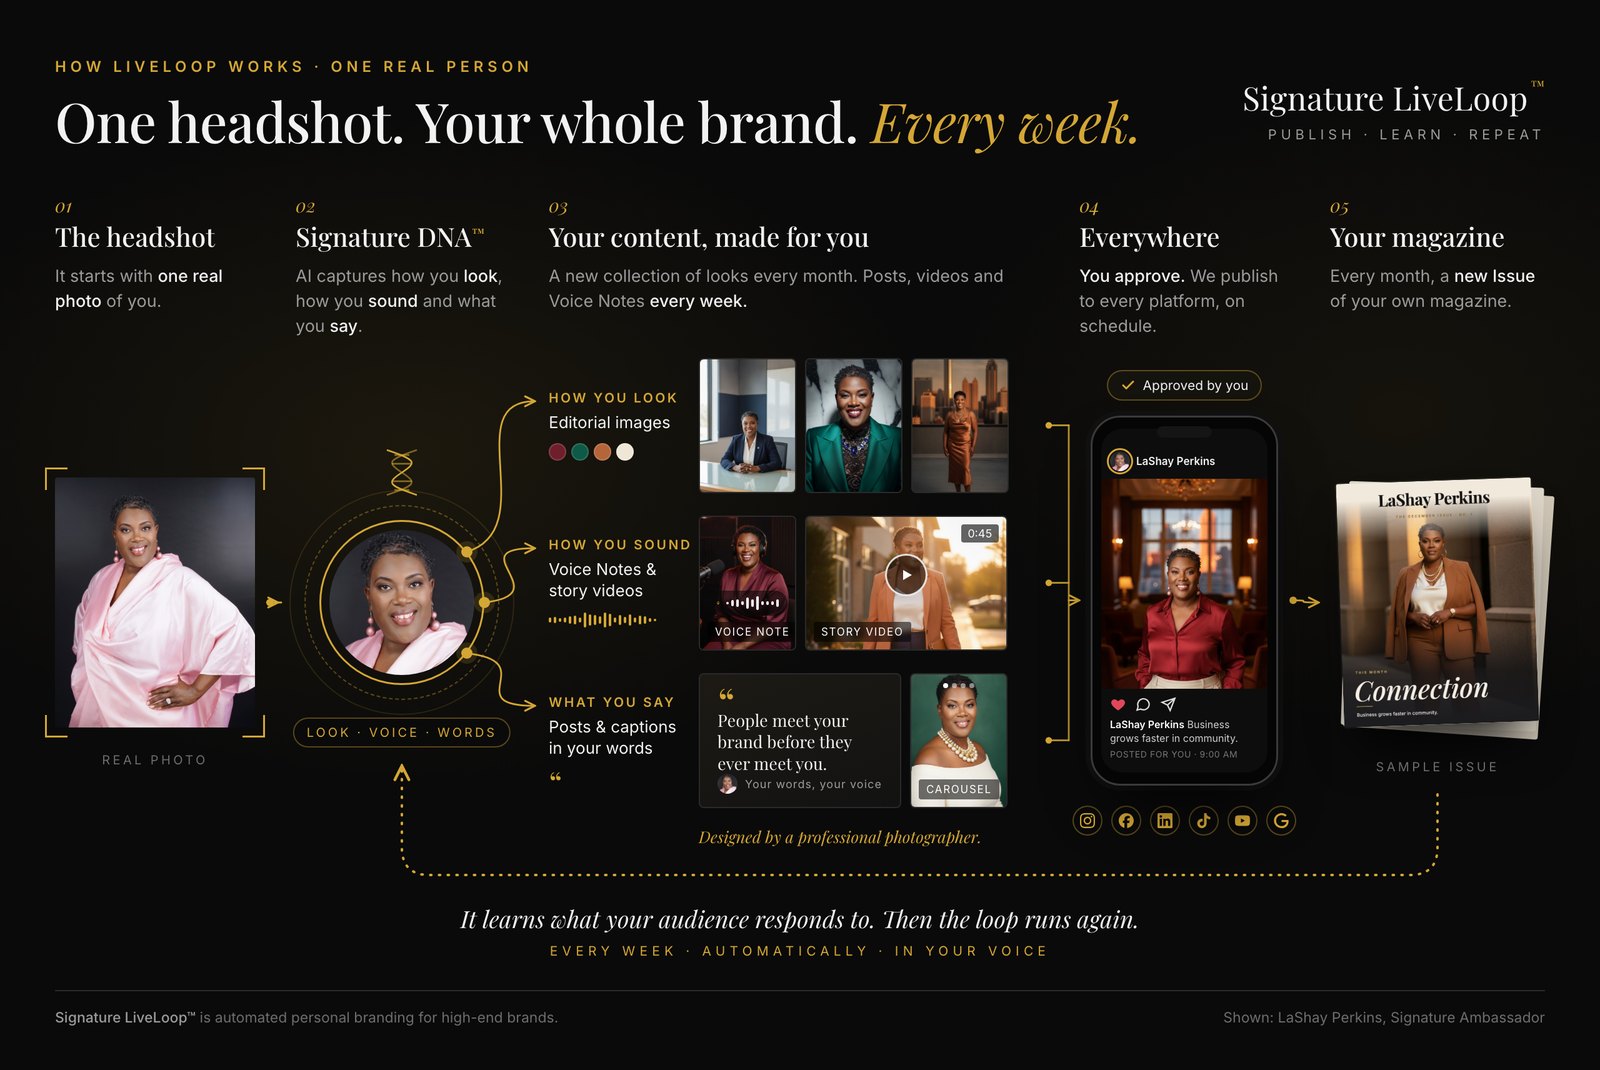 HOW LIVELOOP WORKS · ONE REAL PERSON
One headshot. Your whole brand. Every week.
Signature LiveLoop™
PUBLISH · LEARN · REPEAT
01
The headshot
It starts with one real
photo of you.
02
Signature DNA™
AI captures how you look,
how you sound and what
you say.
03
Your content, made for you
A new collection of looks every month. Posts, videos and
Voice Notes every week.
04
Everywhere
You approve. We publish
to every platform, on
schedule.
05
Your magazine
Every month, a new Issue
of your own magazine.
REAL PHOTO
LOOK · VOICE · WORDS
HOW YOU LOOK
Editorial images
HOW YOU SOUND
Voice Notes &
story videos
WHAT YOU SAY
Posts & captions
in your words
“
VOICE NOTE
0:45
STORY VIDEO
“
People meet your
brand before they
ever meet you.
Your words, your voice
CAROUSEL
Designed by a professional photographer.
Approved by you
LaShay Perkins
LaShay Perkins Business
grows faster in community.
POSTED FOR YOU · 9:00 AM
LaShay Perkins
THIS MONTH
Connection
Business grows faster in community.
SAMPLE ISSUE
It learns what your audience responds to. Then the loop runs again.
EVERY WEEK · AUTOMATICALLY · IN YOUR VOICE
Signature LiveLoop™ is automated personal branding for high-end brands.
Shown: LaShay Perkins, Signature Ambassador